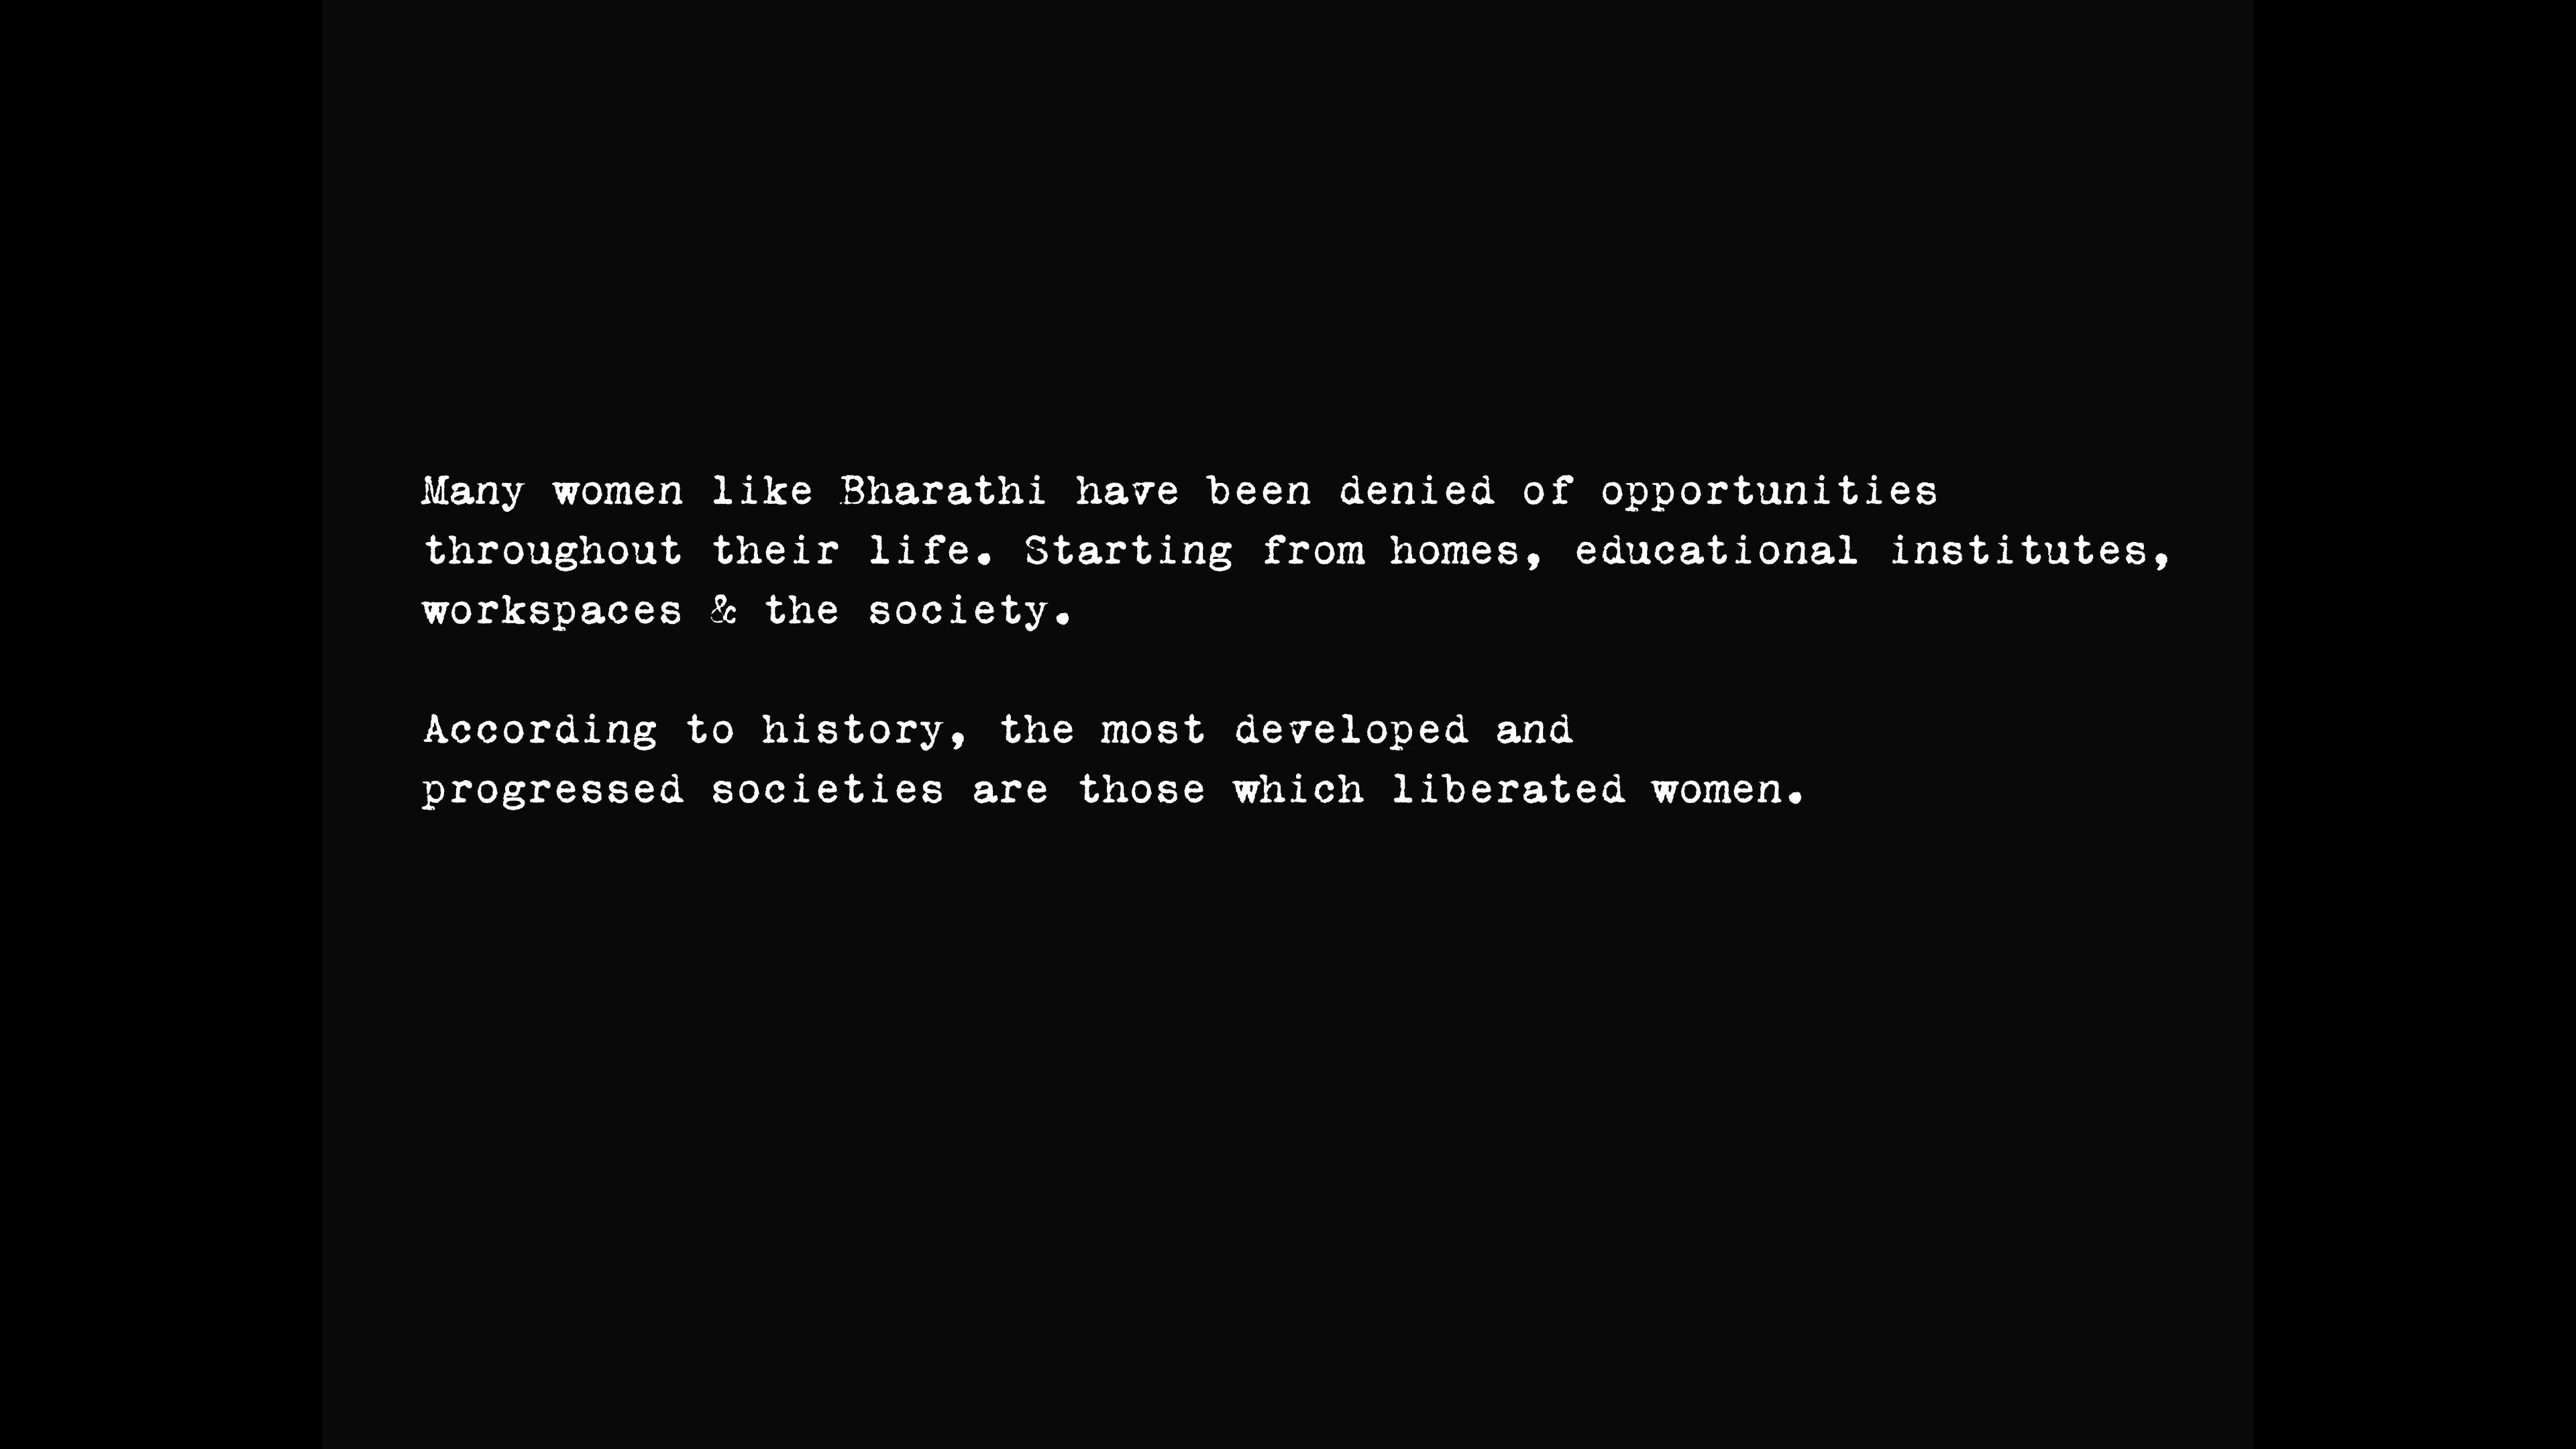 Many women like Bharathi have been denied of opportunities
throughout their life. Starting from homes, educational institutes,
workspaces & the society.
According to history, the most developed and
progressed societies are those which liberated women.